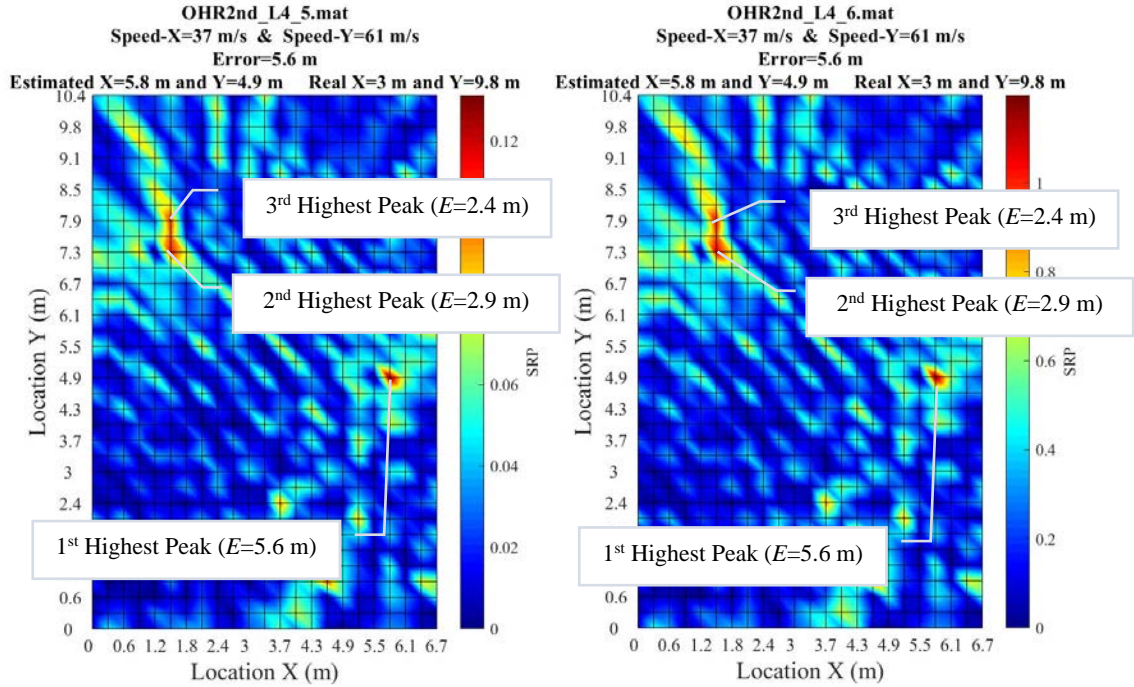 OHR2nd_L4_5.mat
Speed-X=37 m/s & Speed-Y=61 m/s
Error=5.6 m
Estimated X=5.8 m and Y=4.9 m Real X=3 m and Y=9.8 m
10.4
9.8
9.1
8.5
7.9
7.3
6.7
6.1
5.5
4.9
4.3
3.7
3
2.4
0.6
0
Location Y (m)
0 0.6 1.2 1.8 2.4 3 3.7 4.3 4.9 5.5 6.1 6.7
Location X (m)
0.12
0.06
0.04
0.02
0
SRP
3rd Highest Peak (E=2.4 m)
2nd Highest Peak (E=2.9 m)
1st Highest Peak (E=5.6 m)
OHR2nd_L4_6.mat
Speed-X=37 m/s & Speed-Y=61 m/s
Error=5.6 m
Estimated X=5.8 m and Y=4.9 m Real X=3 m and Y=9.8 m
10.4
9.8
9.1
8.5
7.9
7.3
6.7
6.1
5.5
4.9
4.3
3.7
3
2.4
0.6
0
Location Y (m)
0 0.6 1.2 1.8 2.4 3 3.7 4.3 4.9 5.5 6.1 6.7
Location X (m)
1
0.8
0.6
0.4
0.2
0
SRP
3rd Highest Peak (E=2.4 m)
2nd Highest Peak (E=2.9 m)
1st Highest Peak (E=5.6 m)